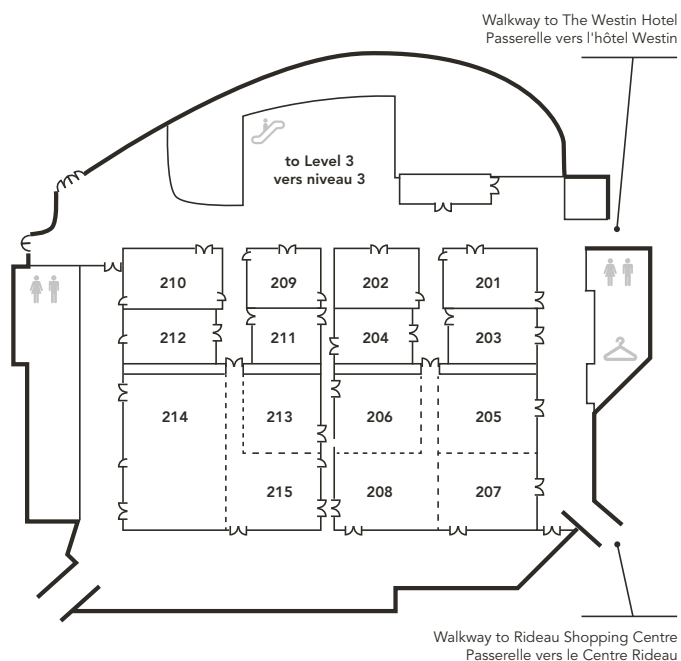 Walkway to The Westin Hotel
Passerelle vers l'hôtel Westin
to Level 3
vers niveau 3
210
209
202
201
212
211
204
203
214
213
206
205
215
208
207
Walkway to Rideau Shopping Centre
Passerelle vers le Centre Rideau